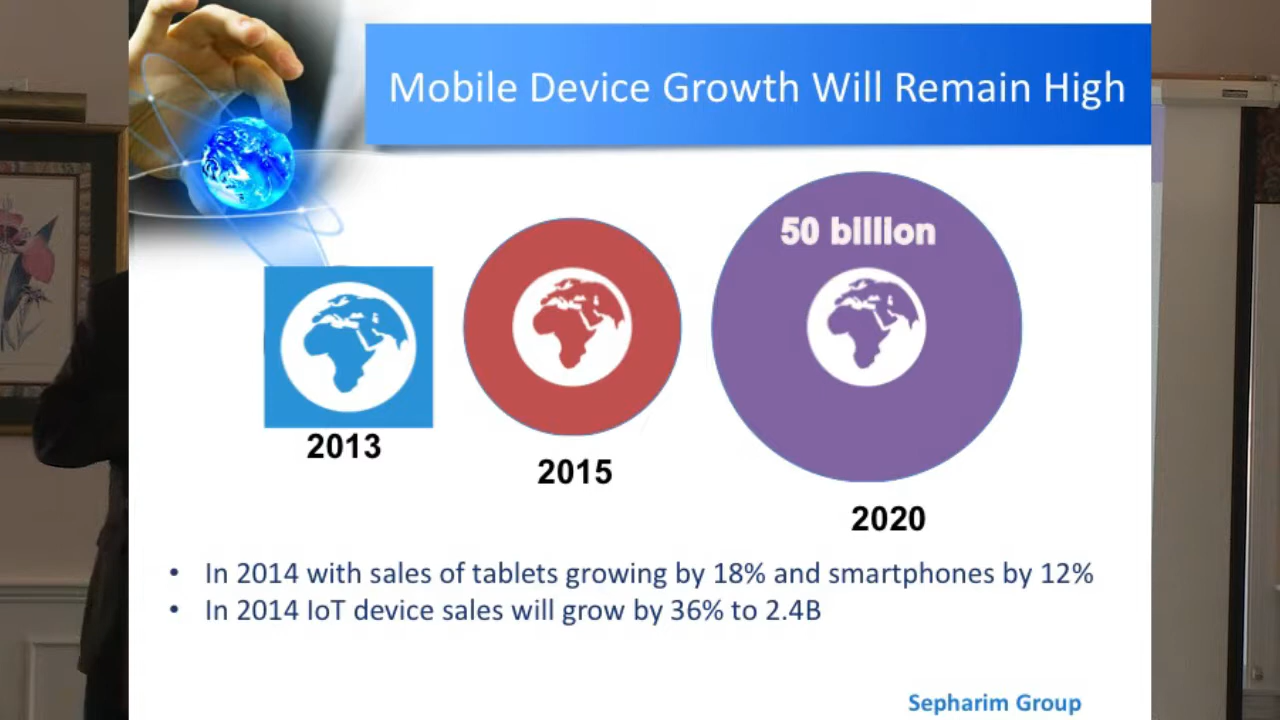 Mobile Device Growth Will Remain High
50 billion
2013
2015
2020
• In 2014 with sales of tablets growing by 18% and smartphones by 12%
• In 2014 IoT device sales will grow by 36% to 2.4B
Sepharim Group